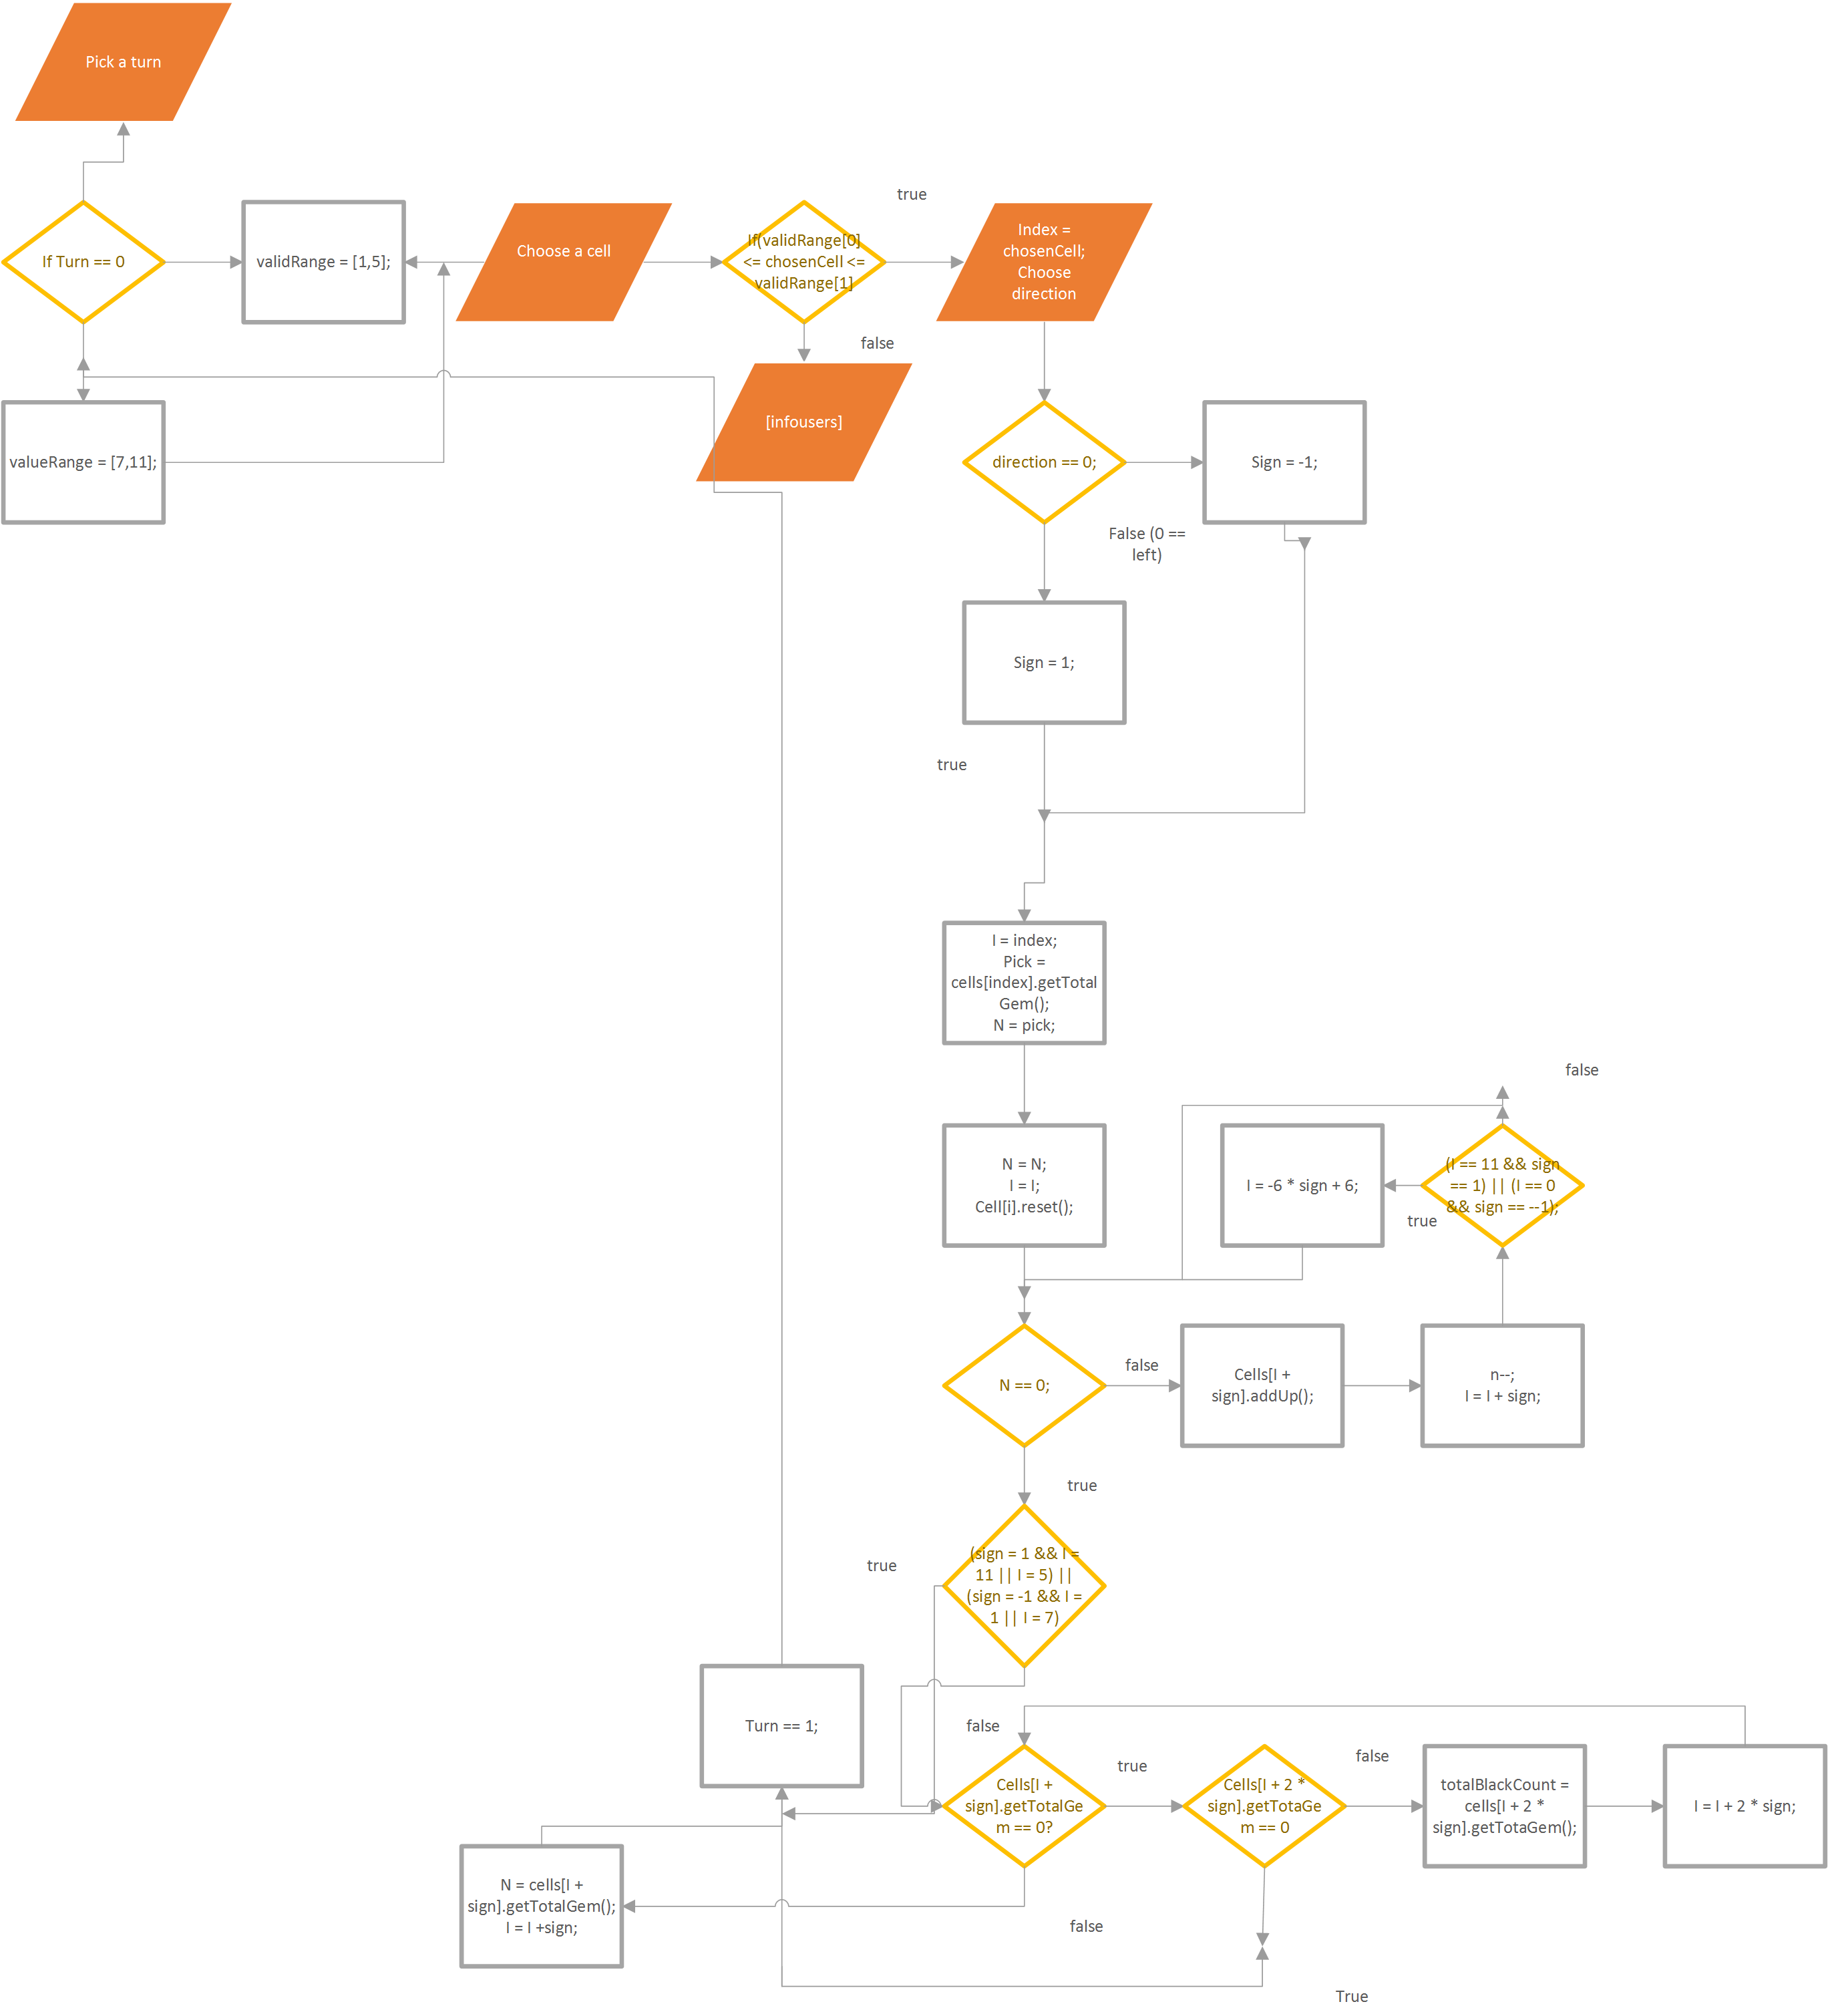 Pick a turn
true
If Turn == 0
validRange = [1,5];
Choose a cell
If(validRange[0]
<= chosenCell <=
validRange[1]
Index =
chosenCell;
Choose
direction
false
valueRange = [7,11];
[infousers]
direction == 0;
Sign = -1;
False (0 ==
left)
Sign = 1;
true
I = index;
Pick =
cells[index].getTotal
Gem();
N = pick;
false
N = N;
I = I;
Cell[i].reset();
I = -6 * sign + 6;
(I == 11 && sign
== 1) || (I == 0
&& sign == --1);
true
N == 0;
false
Cells[I +
sign].addUp();
n--;
I = I + sign;
true
true
(sign = 1 && I =
11 || I = 5) ||
(sign = -1 && I =
1 || I = 7)
Turn == 1;
false
Cells[I +
sign].getTotalGe
m == 0?
true
Cells[I + 2 *
sign].getTotaGe
m == 0
false
totalBlackCount =
cells[I + 2 *
sign].getTotaGem();
I = I + 2 * sign;
N = cells[I +
sign].getTotalGem();
I = I +sign;
false
True